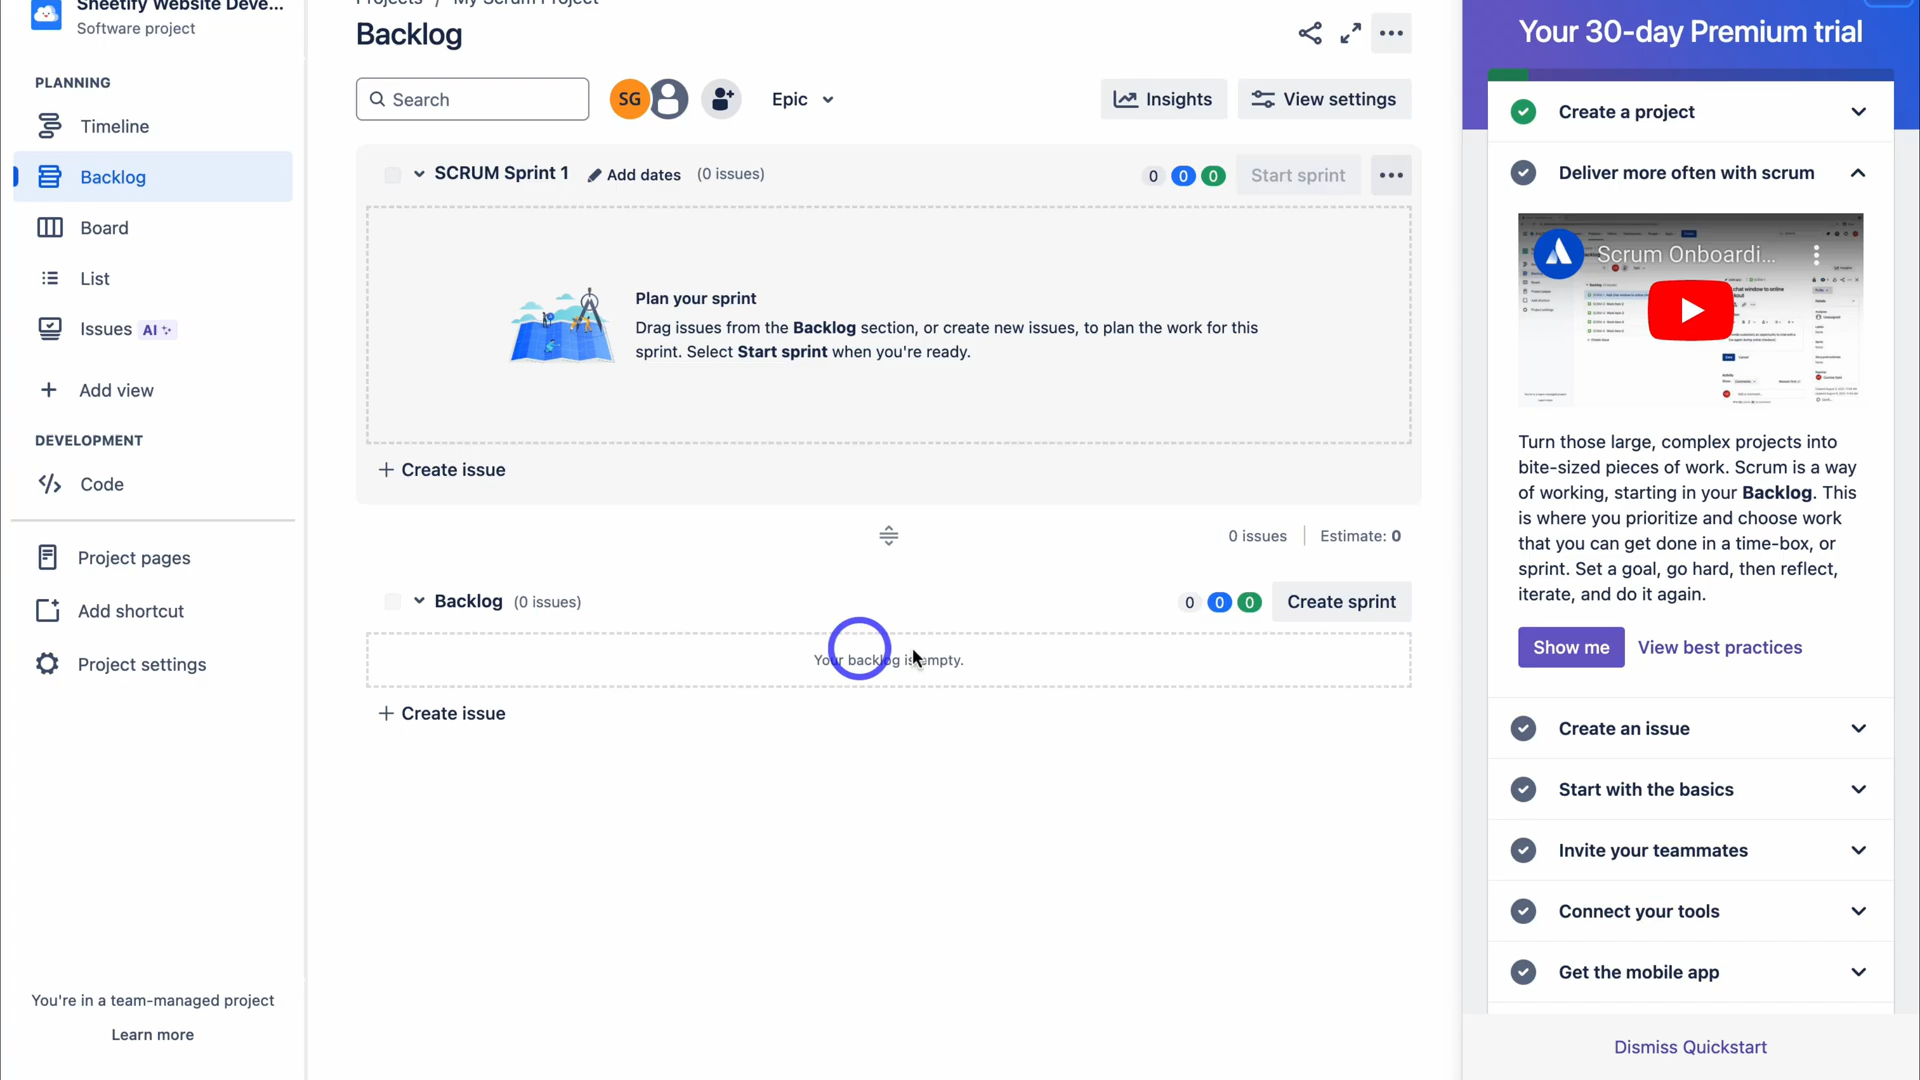 Sheetify Website Deve...
Software project
PLANNING
Timeline
Backlog
Board
List
Issues AI
Add view
DEVELOPMENT
Code
Project pages
Add shortcut
Project settings
You're in a team-managed project
Learn more
Projects / My Scrum Project
Backlog
Search
SG
Epic
Insights
View settings
SCRUM Sprint 1 Add dates (0 issues)
0 0 0 Start sprint
Plan your sprint
Drag issues from the Backlog section, or create new issues, to plan the work for this
sprint. Select Start sprint when you're ready.
+ Create issue
0 issues Estimate: 0
Backlog (0 issues)
0 0 0 Create sprint
Your backlog is empty.
+ Create issue
Your 30-day Premium trial
Create a project
Deliver more often with scrum
Scrum Onboardi...
Turn those large, complex projects into
bite-sized pieces of work. Scrum is a way
of working, starting in your Backlog. This
is where you prioritize and choose work
that you can get done in a time-box, or
sprint. Set a goal, go hard, then reflect,
iterate, and do it again.
Show me View best practices
Create an issue
Start with the basics
Invite your teammates
Connect your tools
Get the mobile app
Dismiss Quickstart